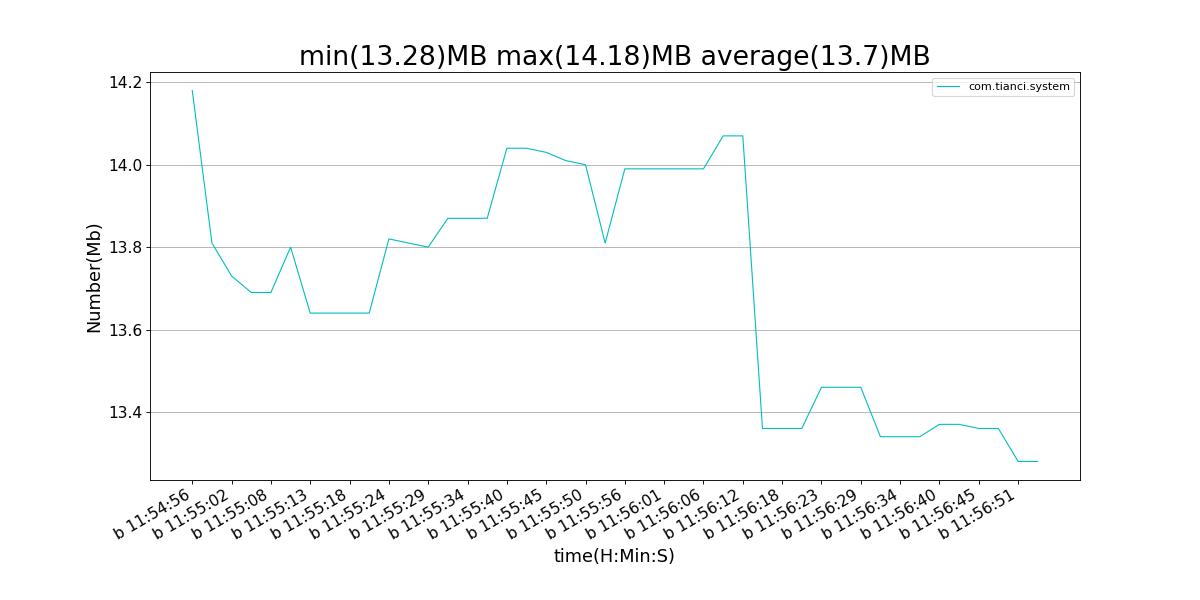 min(13.28)MB max(14.18)MB average(13.7)MB
com.tianci.system
Number(Mb)
14.2
14.0
13.8
13.6
13.4
b 11:54:56
b 11:55:02
b 11:55:08
b 11:55:13
b 11:55:18
b 11:55:24
b 11:55:29
b 11:55:34
b 11:55:40
b 11:55:45
b 11:55:50
b 11:55:56
b 11:56:01
b 11:56:06
b 11:56:12
b 11:56:18
b 11:56:23
b 11:56:29
b 11:56:34
b 11:56:40
b 11:56:45
b 11:56:51
time(H:Min:S)